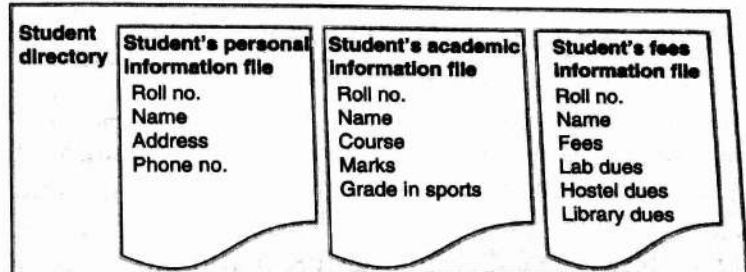 Student
directory
Student's personal
information file
Roll no.
Name
Address
Phone no.
Student's academic
information file
Roll no.
Name
Course
Marks
Grade in sports
Student's fees
information file
Roll no.
Name
Fees
Lab dues
Hostel dues
Library dues